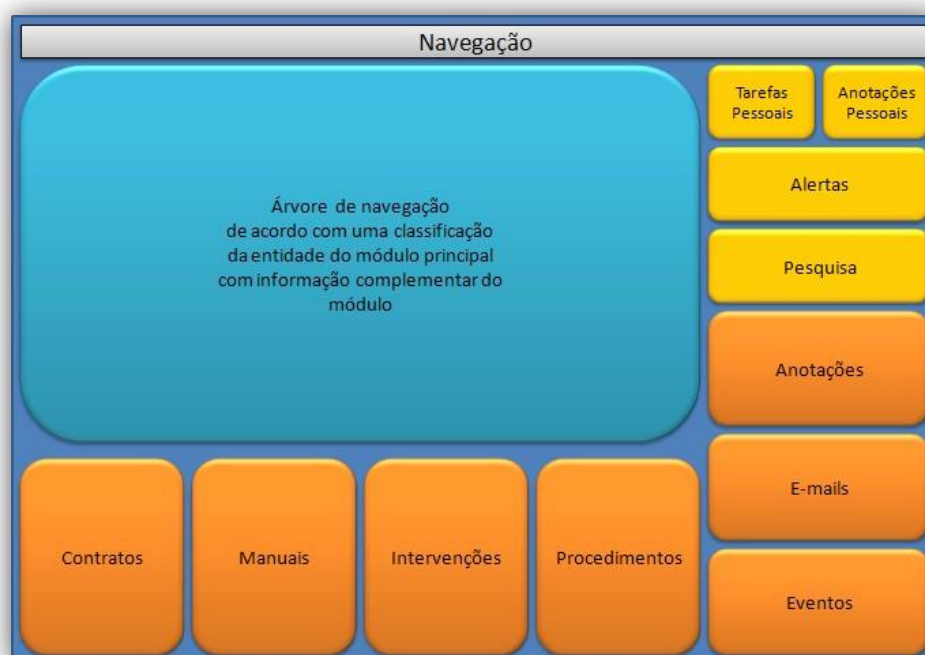 Navegação
Árvore de navegação
de acordo com uma classificação
da entidade do módulo principal
com informação complementar do
módulo
Tarefas
Pessoais
Anotações
Pessoais
Alertas
Pesquisa
Anotações
E-mails
Eventos
Contratos
Manuais
Intervenções
Procedimentos